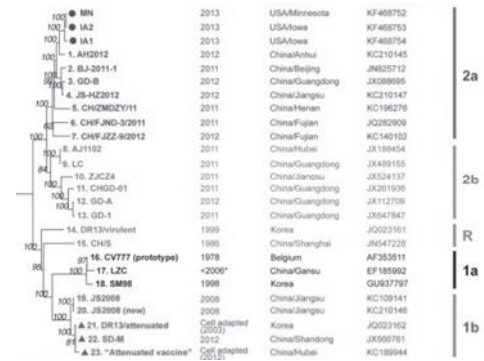 MN 2013 USA/Minnesota KF468752
IA2 2013 USA/Iowa KF468753
IA1 2013 USA/Iowa KF468754
1. AH2012 2012 China/Anhui KC210145
2. BJ-2011-1 2011 China/Beijing JN825712
3. GD-B 2012 China/Guangdong JX088695
4. JS-HZ2012 2012 China/Jiangsu KC210147
5. CH/ZMDZY/11 2011 China/Henan KC196276
6. CH/FJND-3/2011 2011 China/Fujian JQ282909
7. CH/FJZZ-9/2012 2012 China/Fujian KC140102
2a
8. AJ1102 2011 China/Hubei JX188454
9. LC 2011 China/Guangdong JX489155
10. ZJCZ4 2011 China/Jiangsu JX524137
11. CHGD-01 2011 China/Guangdong JX261936
12. GD-A 2012 China/Guangdong JX112709
13. GD-1 2011 China/Guangdong JX647847
2b
14. DR13/virulent 1999 Korea JQ023161
15. CH/S 1986 China/Shanghai JN547228
R
16. CV777 (prototype) 1978 Belgium AF353511
17. LZC <2006* China/Gansu EF185992
18. SM98 1998 Korea GU937797
1a
19. JS2008 2008 China/Jiangsu KC109141
20. JS2008 (new) 2008 China/Jiangsu KC210146
21. DR13/attenuated Cell adapted (2002) Korea JQ023162
22. SD-M 2012 China/Shandong JX560761
23. "Attenuated vaccine" Cell adapted (2012) China/Hubei KC189944
1b